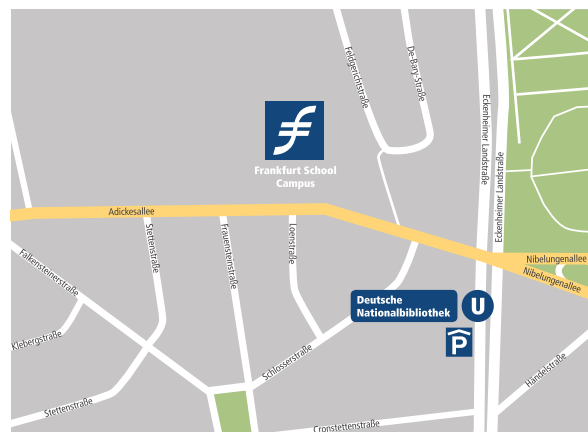 Feldgerichtstraße
De-Bary-Straße
Eckenheimer Landstraße
Eckenheimer Landstraße
Frankfurt School
Campus
Adickesallee
Stettenstraße
Frauensteinstraße
Loenstraße
Falkensteinerstraße
Nibelungenallee
Nibelungenallee
Deutsche
Nationalbibliothek
U
P
Klebergstraße
Schlosserstraße
Händelstraße
Stettenstraße
Cronstettenstraße